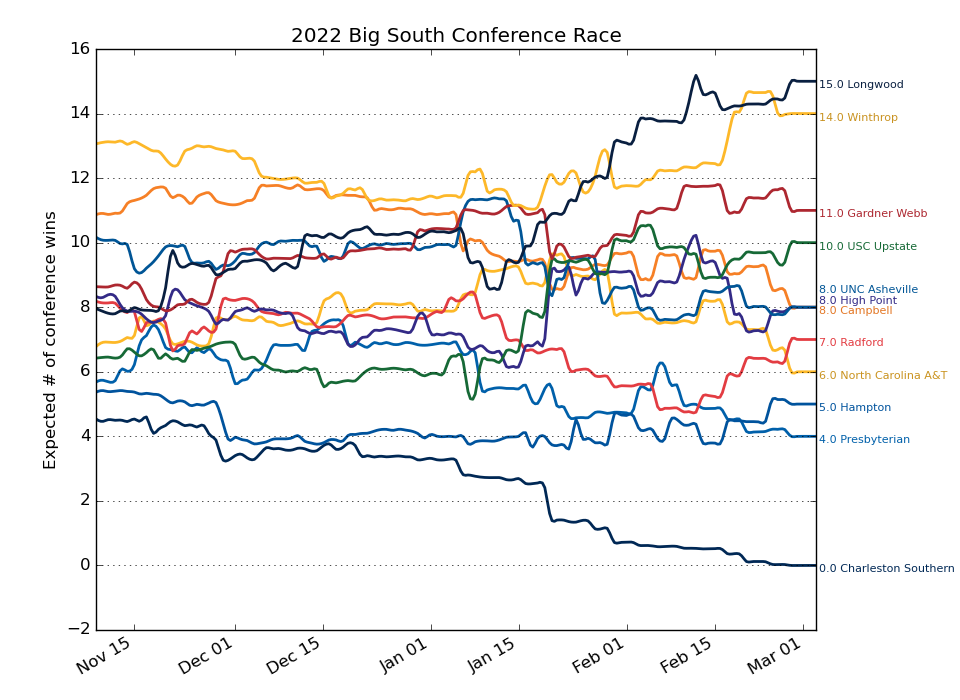 2022 Big South Conference Race
Expected # of conference wins
16
14
12
10
8
6
4
2
0
−2
Nov 15
Dec 01
Dec 15
Jan 01
Jan 15
Feb 01
Feb 15
Mar 01
15.0 Longwood
14.0 Winthrop
11.0 Gardner Webb
10.0 USC Upstate
8.0 UNC Asheville
8.0 High Point
8.0 Campbell
7.0 Radford
6.0 North Carolina A&T
5.0 Hampton
4.0 Presbyterian
0.0 Charleston Southern